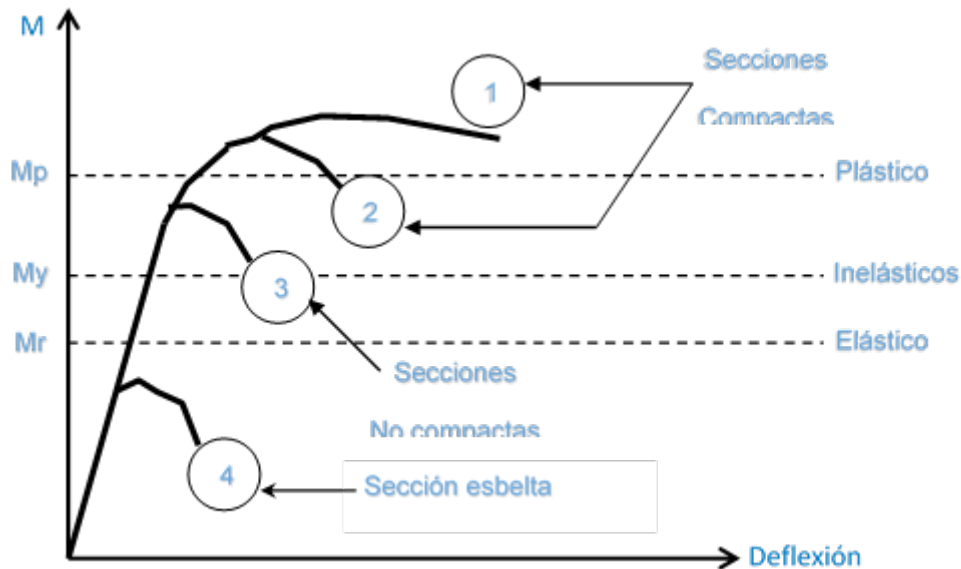 M
1
Secciones
Compactas
Mp
Plástico
2
My
Inelásticos
3
Mr
Elástico
Secciones
No compactas
4
Sección esbelta
Deflexión